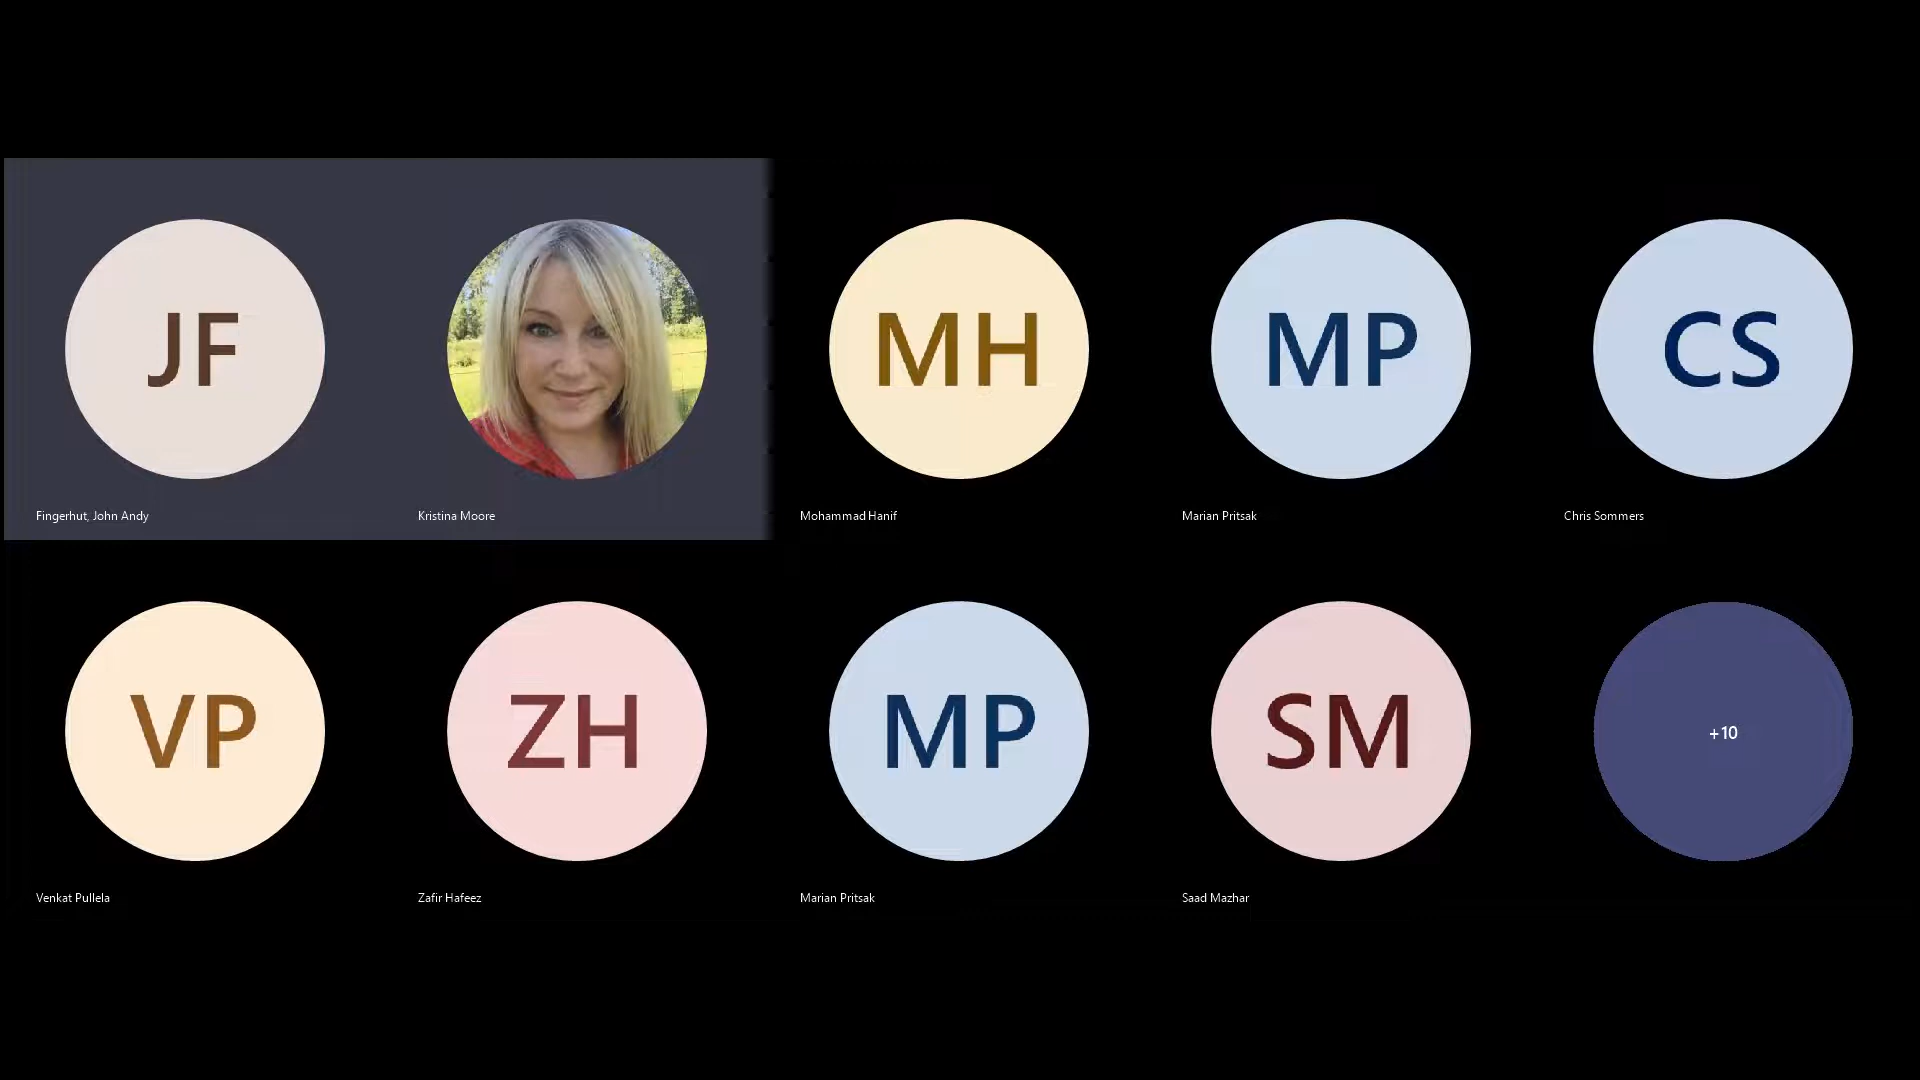 JF
MH
MP
CS
Fingerhut, John Andy
Kristina Moore
Mohammad Hanif
Marian Pritsak
Chris Sommers
VP
ZH
MP
SM
+10
Venkat Pullela
Zafir Hafeez
Marian Pritsak
Saad Mazhar